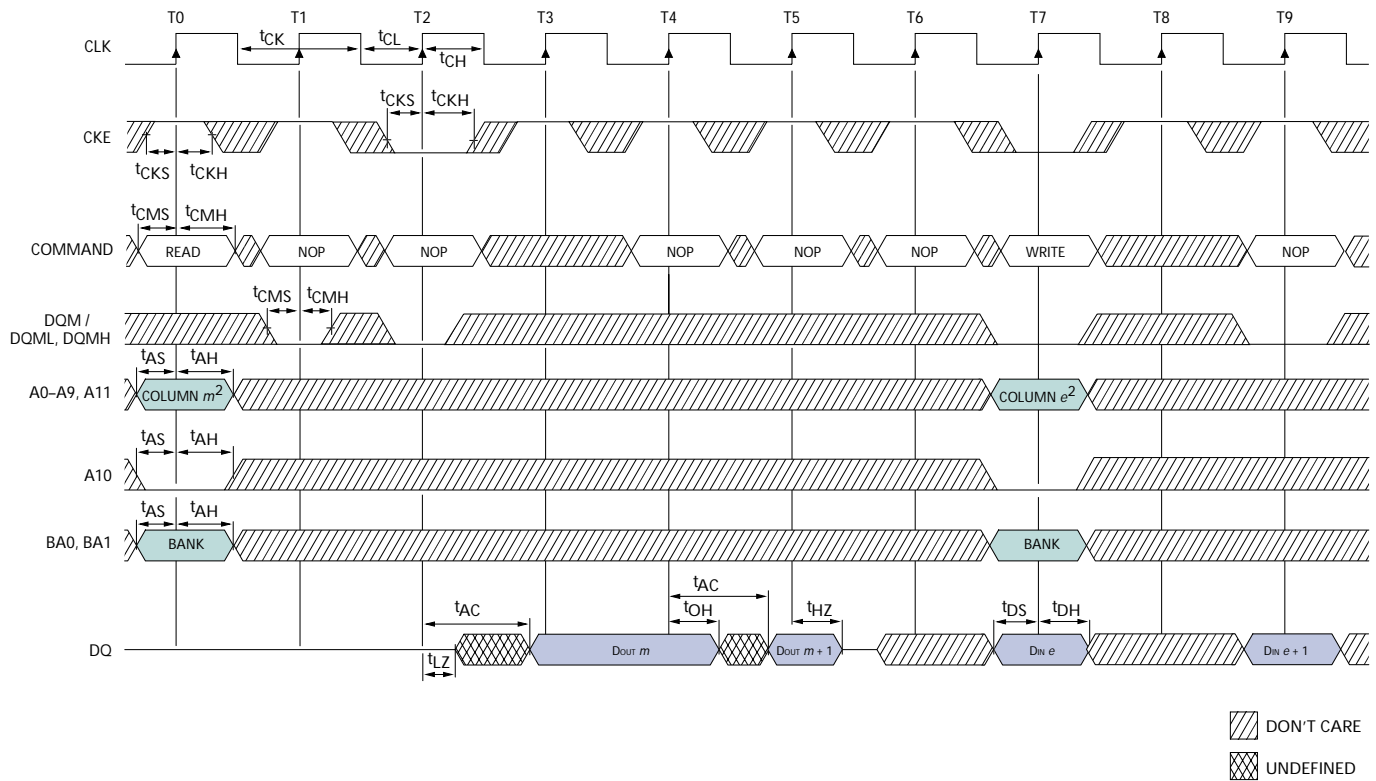 T0 T1 T2 T3 T4 T5 T6 T7 T8 T9
CLK
tCK tCL tCH
tCKS tCKH
CKE
tCKS tCKH
tCMS tCMH
COMMAND READ NOP NOP NOP NOP NOP WRITE NOP
tCMS tCMH
DQM /
DQML, DQMH
tAS tAH
A0–A9, A11 COLUMN m² COLUMN e²
tAS tAH
A10
tAS tAH
BA0, BA1 BANK BANK
tAC tAC tOH tHZ tDS tDH
DQ DOUT m DOUT m + 1 DIN e DIN e + 1
tLZ
DON'T CARE
UNDEFINED